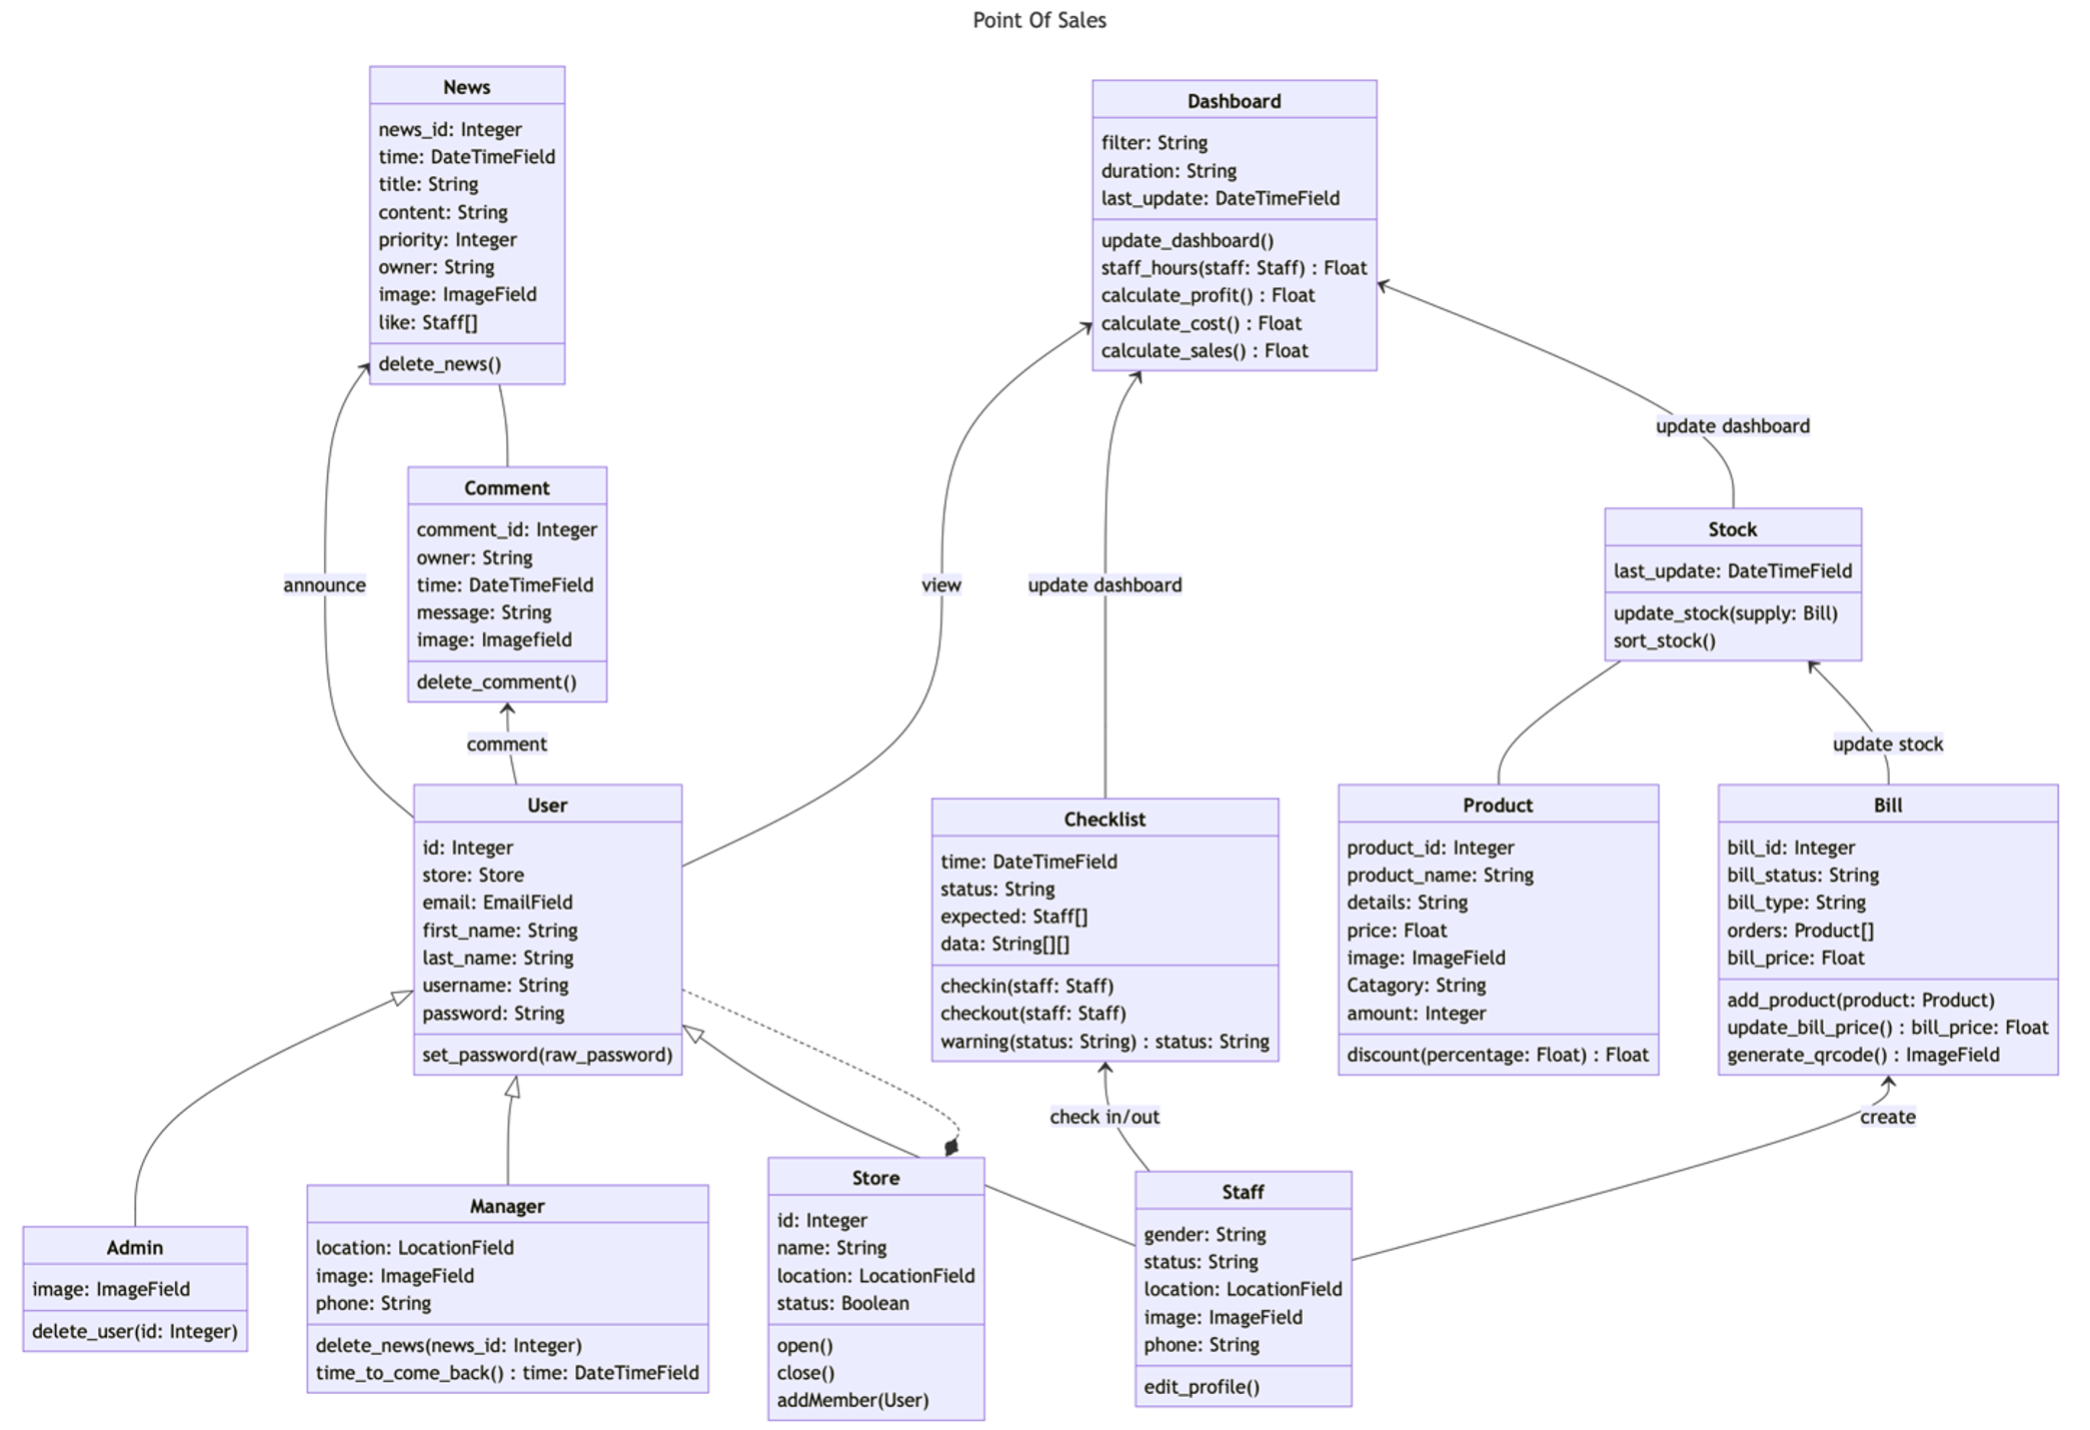 Point Of Sales
News
news_id: Integer
time: DateTimeField
title: String
content: String
priority: Integer
owner: String
image: ImageField
like: Staff[]
delete_news()
Dashboard
filter: String
duration: String
last_update: DateTimeField
update_dashboard()
staff_hours(staff: Staff) : Float
calculate_profit() : Float
calculate_cost() : Float
calculate_sales() : Float
update dashboard
Comment
comment_id: Integer
owner: String
time: DateTimeField
message: String
image: Imagefield
delete_comment()
announce
view
update dashboard
Stock
last_update: DateTimeField
update_stock(supply: Bill)
sort_stock()
comment
update stock
User
id: Integer
store: Store
email: EmailField
first_name: String
last_name: String
username: String
password: String
set_password(raw_password)
Checklist
time: DateTimeField
status: String
expected: Staff[]
data: String[][]
checkin(staff: Staff)
checkout(staff: Staff)
warning(status: String) : status: String
Product
product_id: Integer
product_name: String
details: String
price: Float
image: ImageField
Catagory: String
amount: Integer
discount(percentage: Float) : Float
Bill
bill_id: Integer
bill_status: String
bill_type: String
orders: Product[]
bill_price: Float
add_product(product: Product)
update_bill_price() : bill_price: Float
generate_qrcode() : ImageField
check in/out
create
Admin
image: ImageField
delete_user(id: Integer)
Manager
location: LocationField
image: ImageField
phone: String
delete_news(news_id: Integer)
time_to_come_back() : time: DateTimeField
Store
id: Integer
name: String
location: LocationField
status: Boolean
open()
close()
addMember(User)
Staff
gender: String
status: String
location: LocationField
image: ImageField
phone: String
edit_profile()